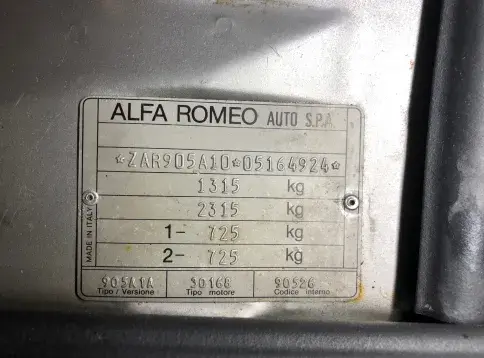 ALFA ROMEO AUTO S.P.A.
*ZAR905A10*05164924*
1315 kg
2315 kg
1- 725 kg
2- 725 kg
MADE IN ITALY
905A1A 30168 90526
Tipo / Versione Tipo motore Codice interno